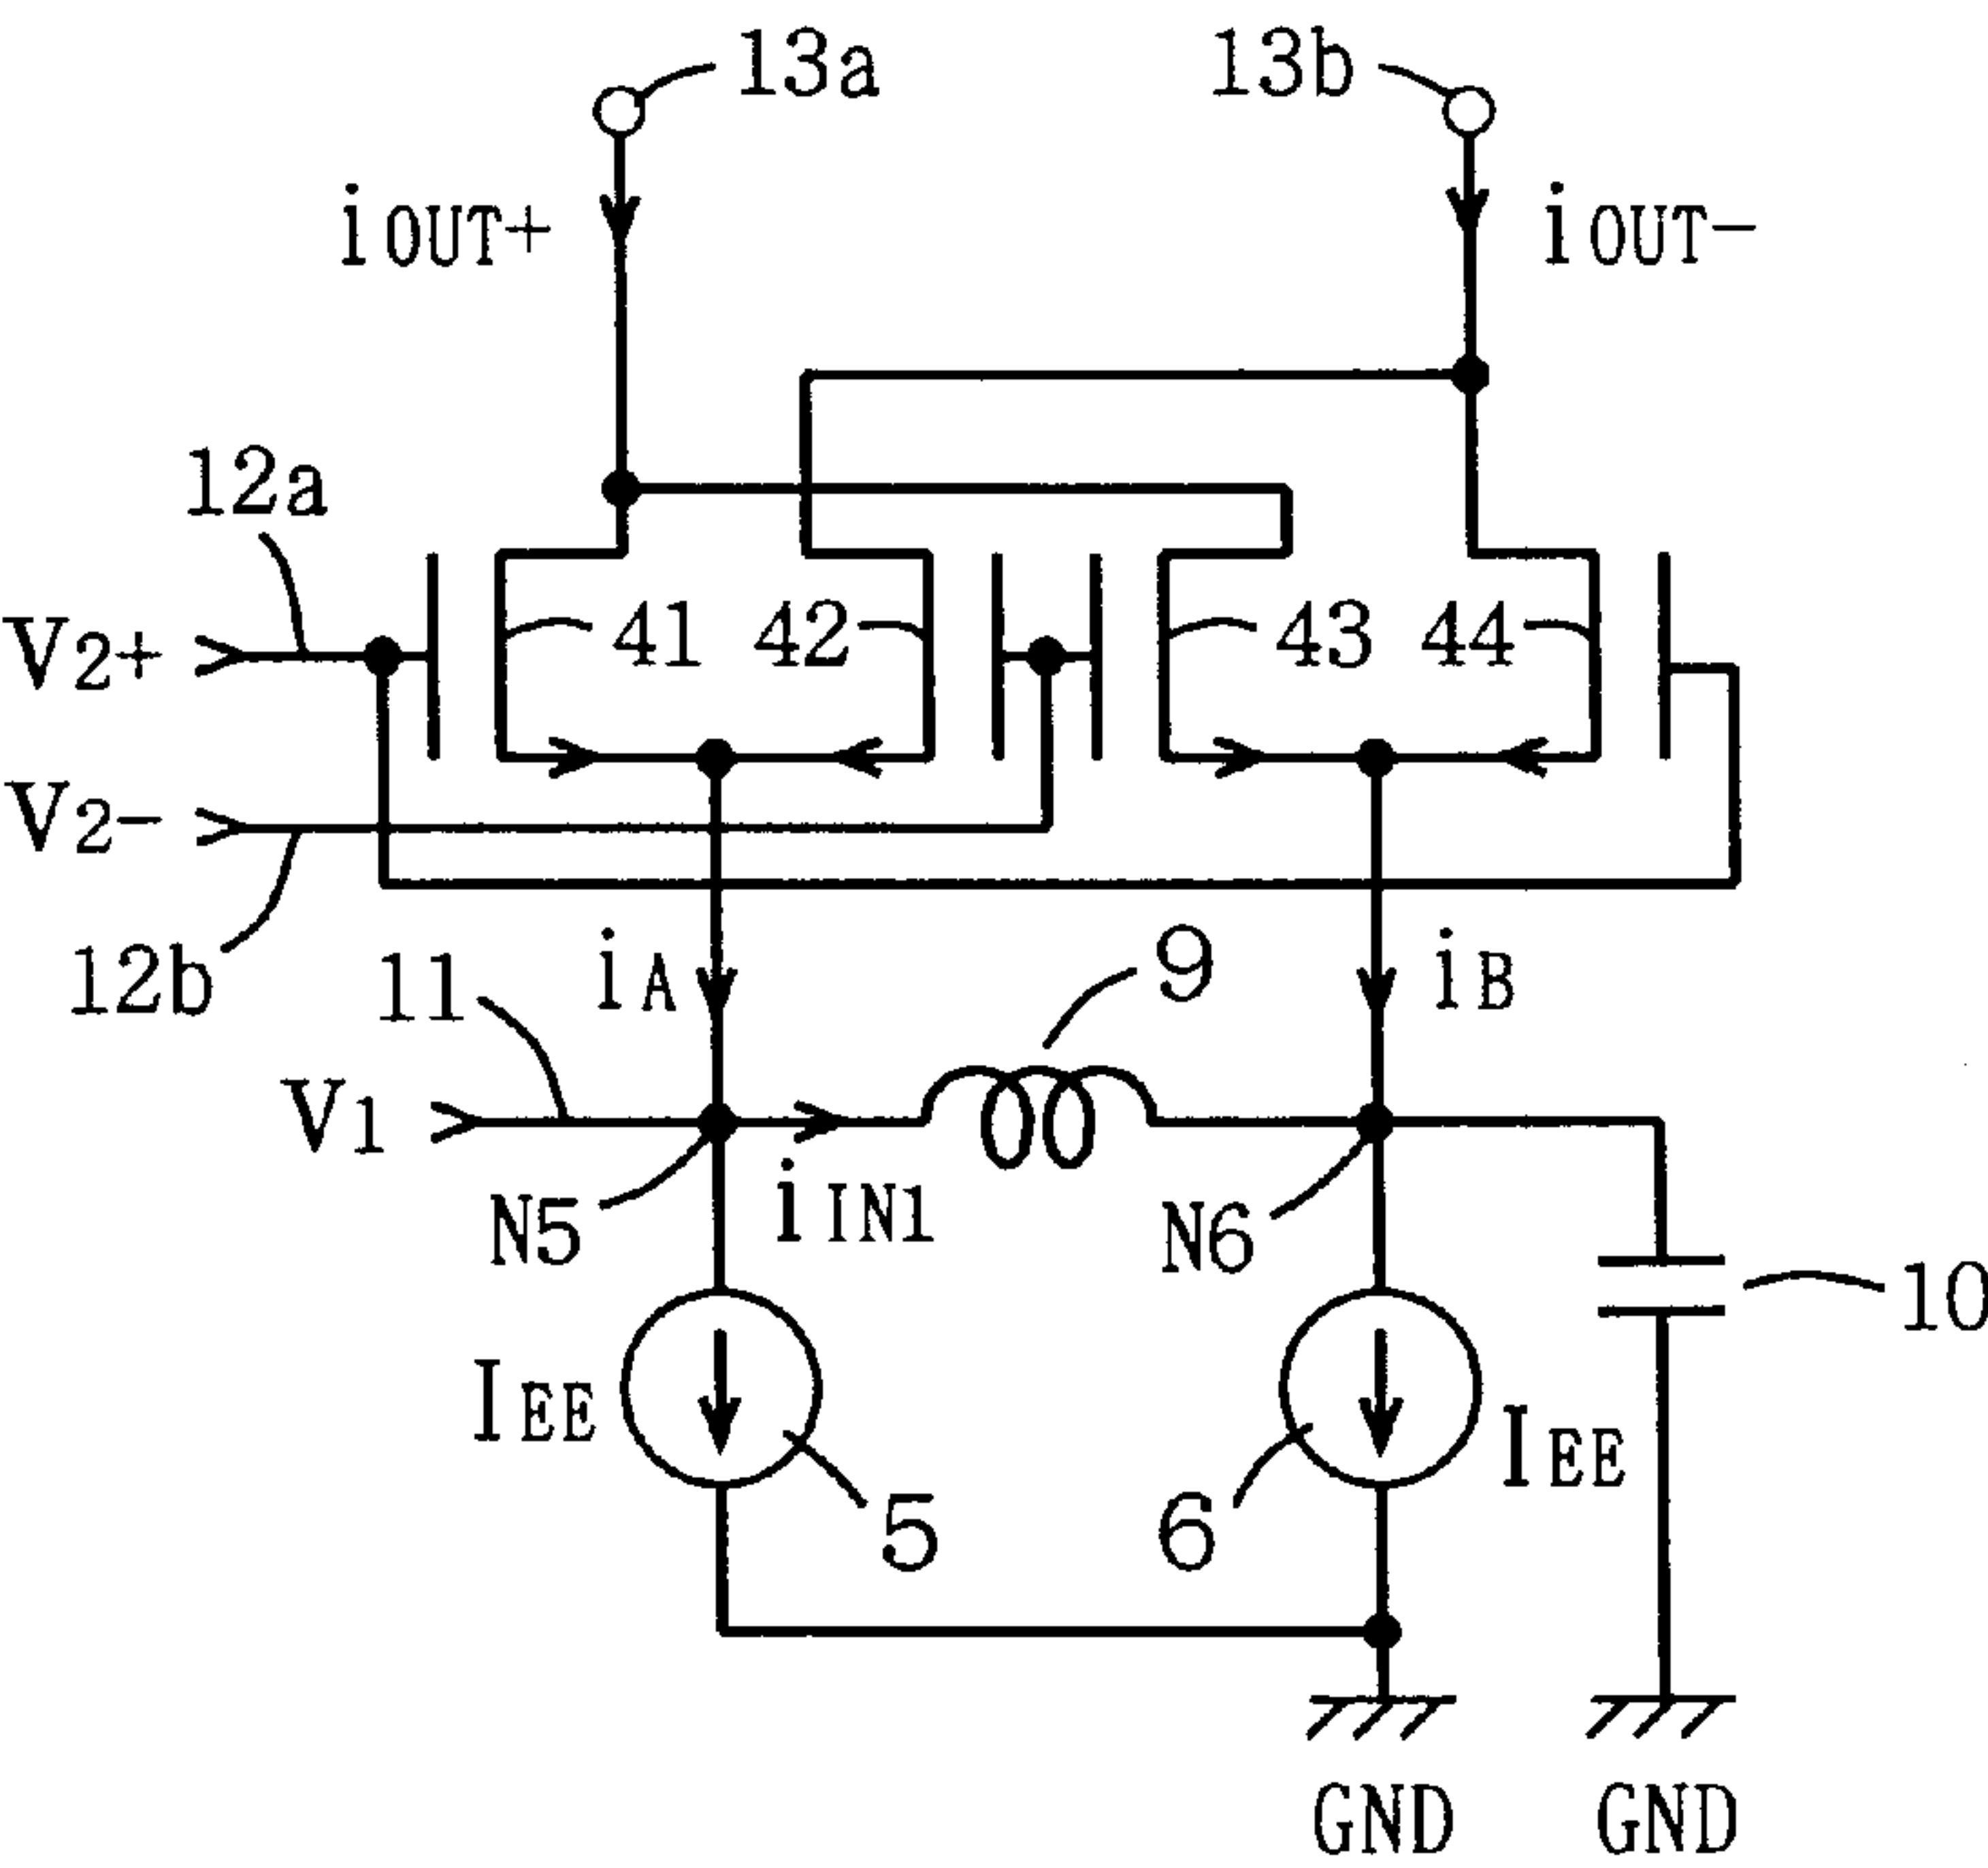 13a
13b
iOUT+
iOUT-
12a
V2+
41
42
43
44
V2-
12b
11
iA
9
iB
V1
N5
iIN1
N6
10
IEE
IEE
5
6
GND
GND